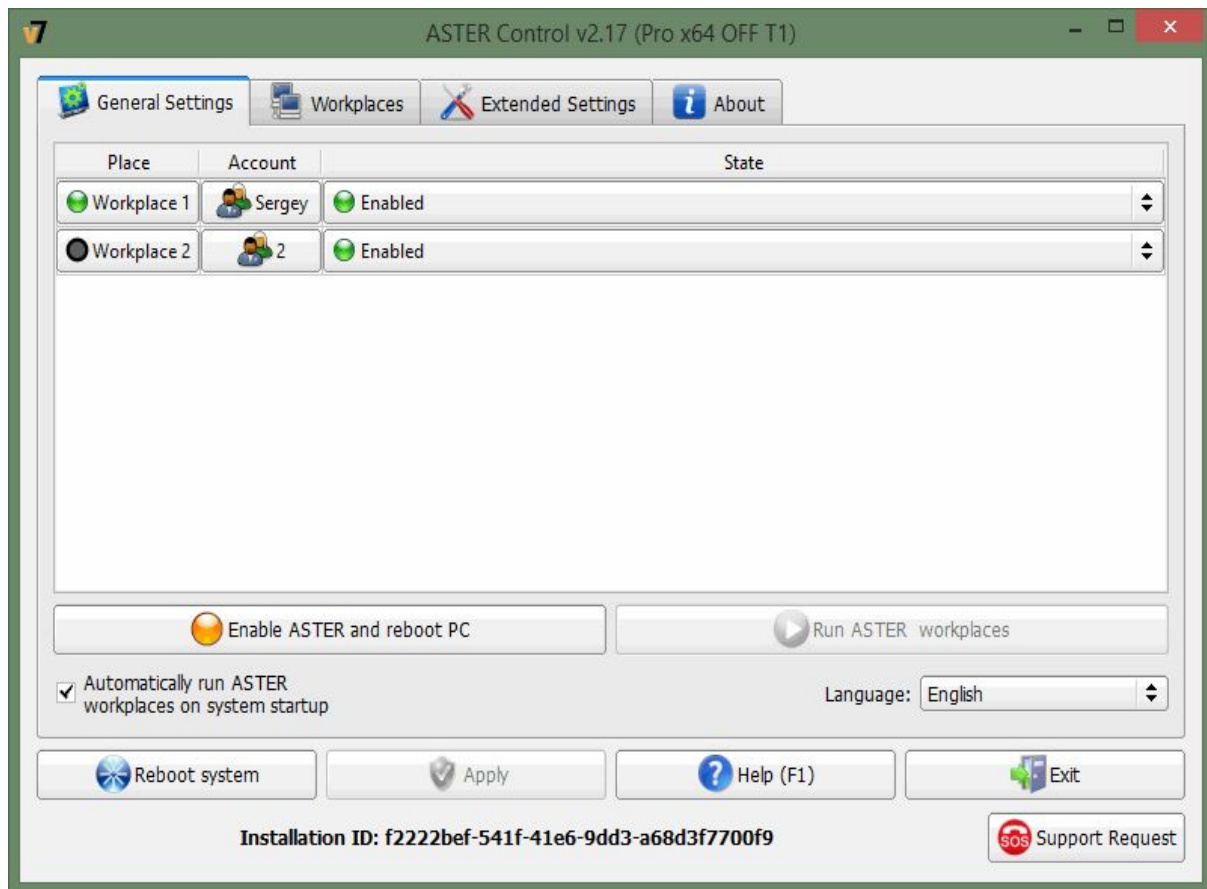 ASTER Control v2.17 (Pro x64 OFF T1)
General Settings
Workplaces
Extended Settings
About
Place
Account
State
Workplace 1
Sergey
Enabled
Workplace 2
2
Enabled
Enable ASTER and reboot PC
Run ASTER workplaces
Automatically run ASTER
workplaces on system startup
Language:
English
Reboot system
Apply
Help (F1)
Exit
Installation ID: f2222bef-541f-41e6-9dd3-a68d3f7700f9
SOS
Support Request